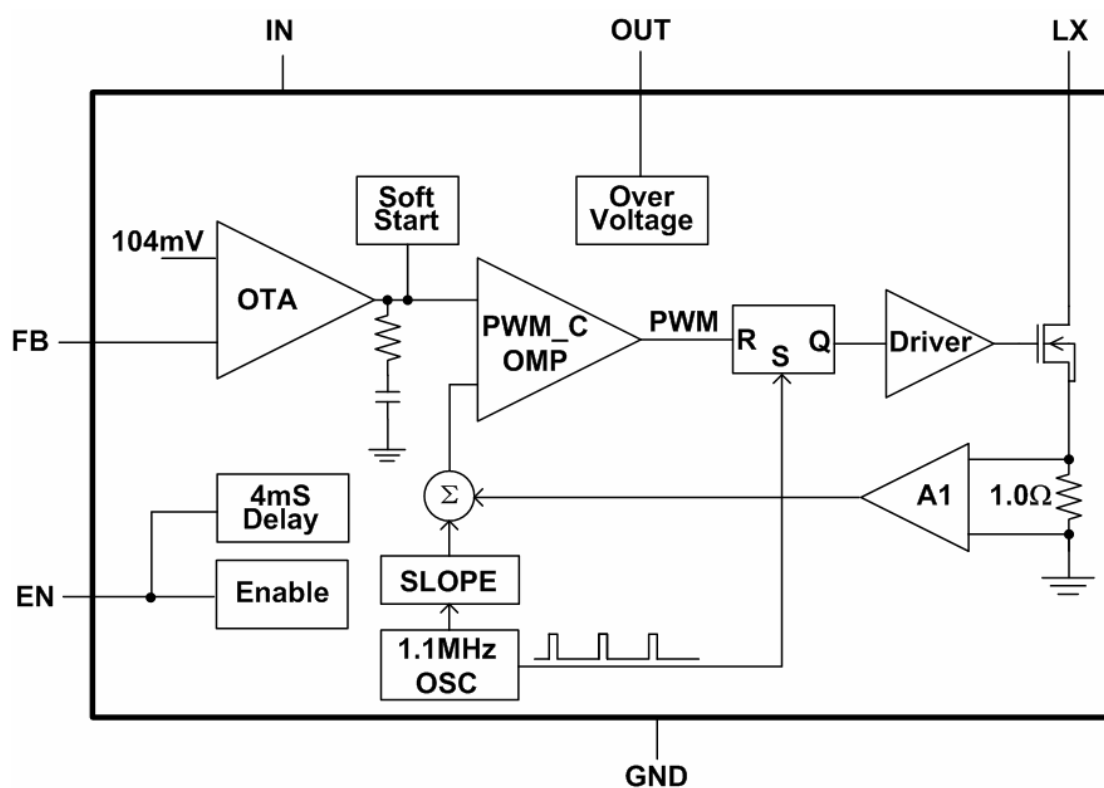 IN
OUT
LX
Soft
Start
Over
Voltage
104mV
OTA
FB
PWM_C
OMP
PWM
R
S
Q
Driver
4mS
Delay
Σ
A1
1.0Ω
EN
Enable
SLOPE
1.1MHz
OSC
GND